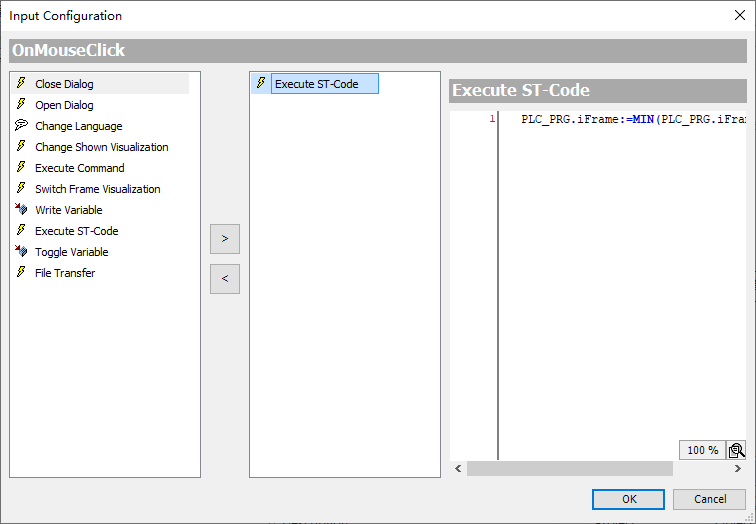 Input Configuration
OnMouseClick
Close Dialog
Open Dialog
Change Language
Change Shown Visualization
Execute Command
Switch Frame Visualization
Write Variable
Execute ST-Code
Toggle Variable
File Transfer
>
<
Execute ST-Code
Execute ST-Code
1 PLC_PRG.iFrame:=MIN(PLC_PRG.iFra
100 %
OK
Cancel